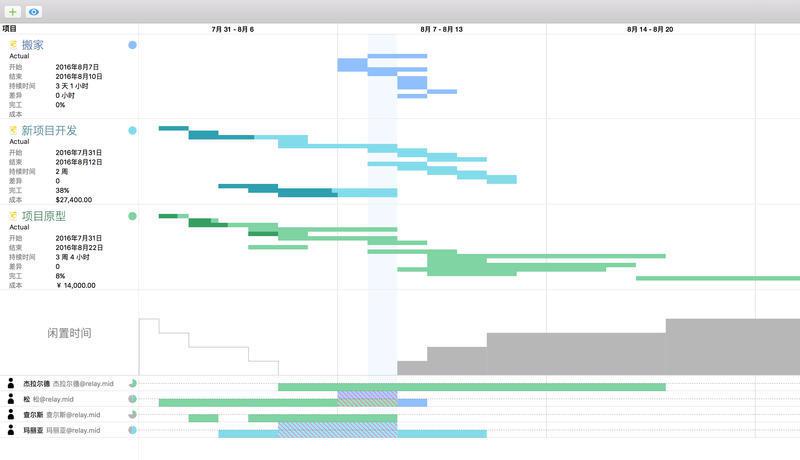 项目
7月 31 - 8月 6
8月 7 - 8月 13
8月 14 - 8月 20
搬家
Actual
开始 2016年8月7日
结束 2016年8月10日
持续时间 3 天 1 小时
差异 0 小时
完工 0%
成本
新项目开发
Actual
开始 2016年7月31日
结束 2016年8月12日
持续时间 2 周
差异 0
完工 38%
成本 $27,400.00
项目原型
Actual
开始 2016年7月31日
结束 2016年8月22日
持续时间 3 周 4 小时
差异 0
完工 8%
成本 ¥ 14,000.00
闲置时间
杰拉尔德 杰拉尔德@relay.mid
松 松@relay.mid
查尔斯 查尔斯@relay.mid
玛丽亚 玛丽亚@relay.mid